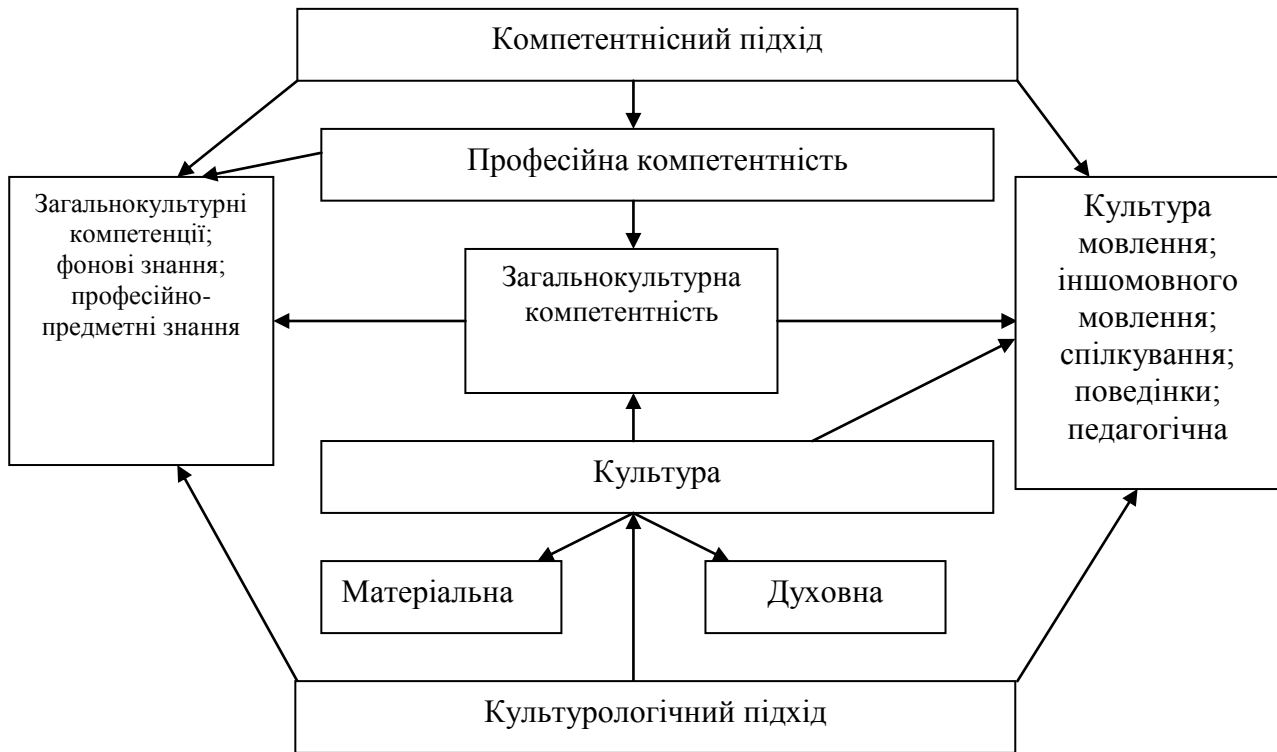 Компетентнісний підхід
Професійна компетентність
Загальнокультурні
компетенції;
фонові знання;
професійно-
предметні знання
Загальнокультурна
компетентність
Культура
мовлення;
іншомовного
мовлення;
спілкування;
поведінки;
педагогічна
Культура
Матеріальна
Духовна
Культурологічний підхід